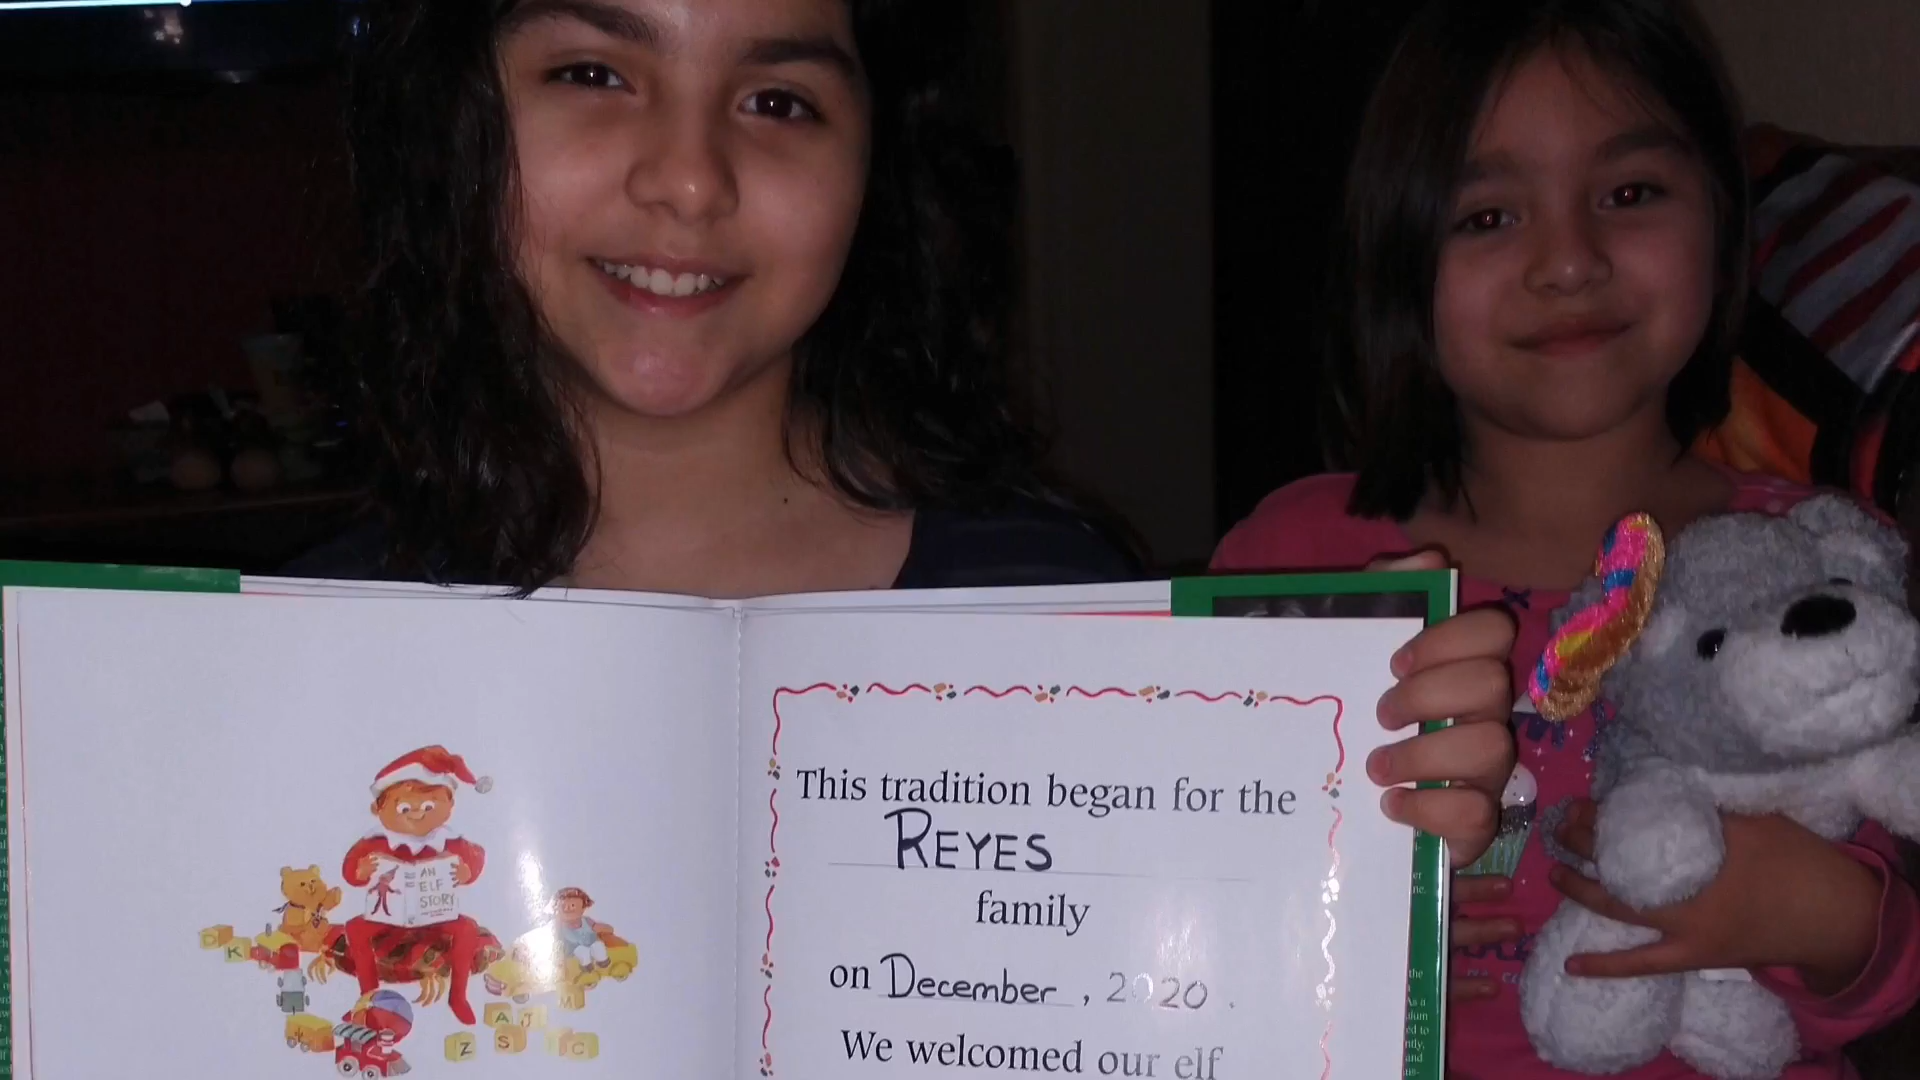 AN
ELF
STORY
D
K
M
A J
Z S C
This tradition began for the
REYES
family
on December, 2020.
We welcomed our elf